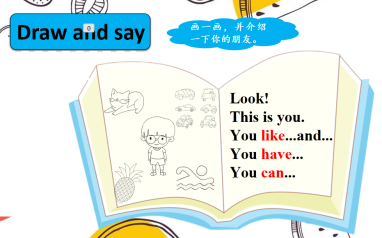 Draw and say
画一画，并介绍
一下你的朋友。
Look!
This is you.
You like...and...
You have...
You can...